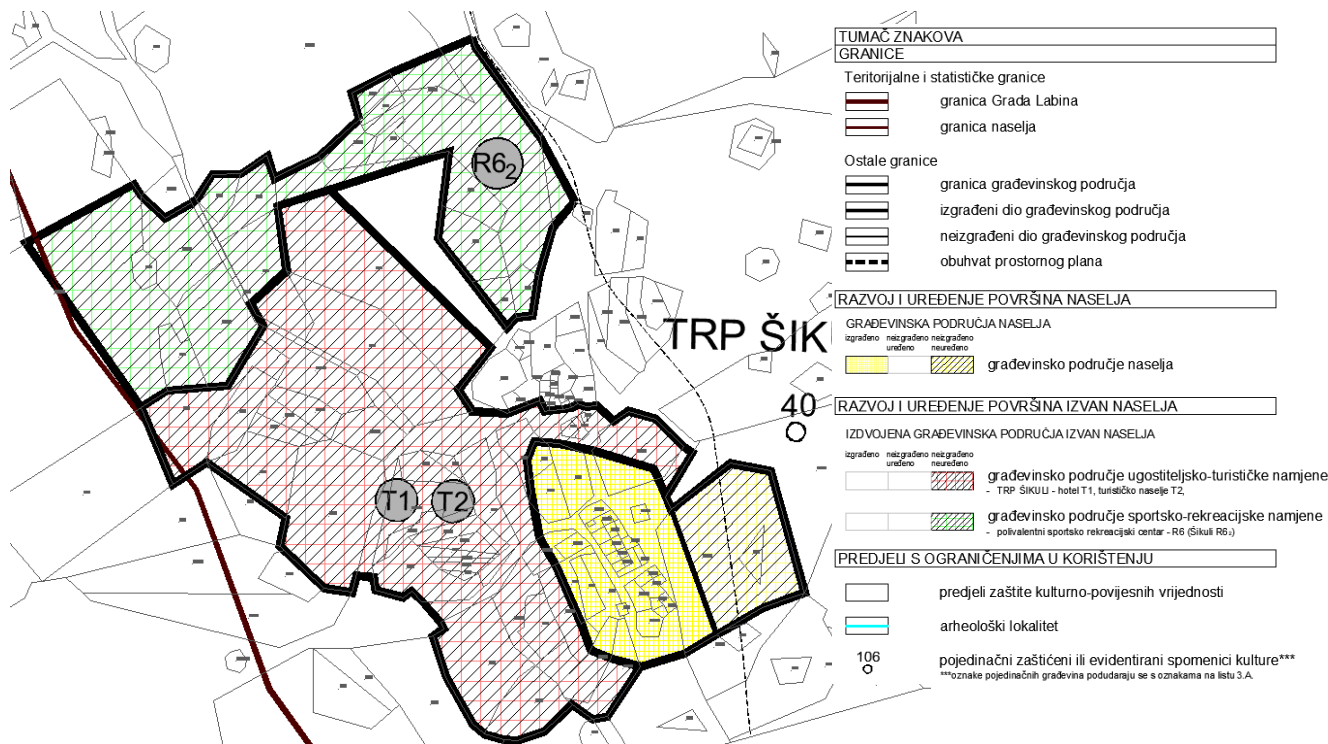 R6₂
TRP ŠIK
40
T1
T2
TUMAČ ZNAKOVA
GRANICE
Teritorijalne i statističke granice
granica Grada Labina
granica naselja
Ostale granice
granica građevinskog područja
izgrađeni dio građevinskog područja
neizgrađeni dio građevinskog područja
obuhvat prostornog plana
RAZVOJ I UREĐENJE POVRŠINA NASELJA
GRAĐEVINSKA PODRUČJA NASELJA
izgrađeno neizgrađeno uređeno neizgrađeno neuređeno
građevinsko područje naselja
RAZVOJ I UREĐENJE POVRŠINA IZVAN NASELJA
IZDVOJENA GRAĐEVINSKA PODRUČJA IZVAN NASELJA
izgrađeno neizgrađeno uređeno neizgrađeno neuređeno
građevinsko područje ugostiteljsko-turističke namjene
- TRP ŠIKULI - hotel T1, turističko naselje T2,
građevinsko područje sportsko-rekreacijske namjene
- polivalentni sportsko rekreacijski centar - R6 (Šikuli R6₂)
PREDJELI S OGRANIČENJIMA U KORIŠTENJU
predjeli zaštite kulturno-povijesnih vrijednosti
arheološki lokalitet
106
pojedinačni zaštićeni ili evidentirani spomenici kulture***
***oznake pojedinačnih građevina podudaraju se s oznakama na listu 3.A.